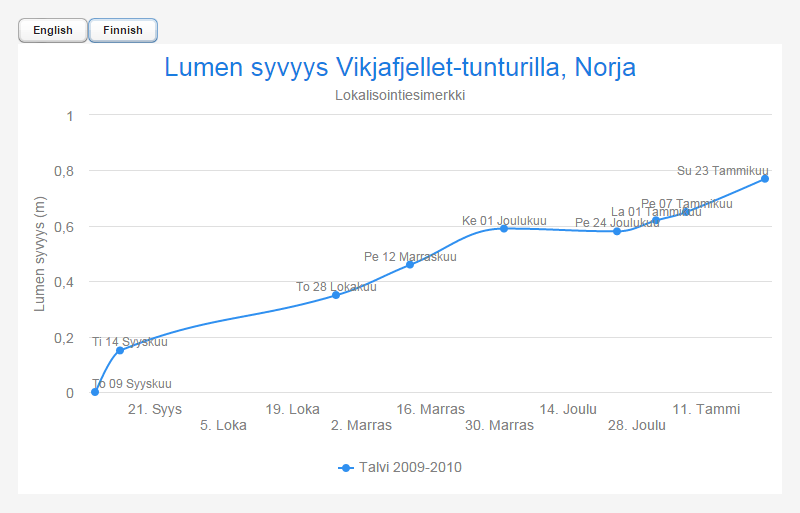 English Finnish
Lumen syvyys Vikjafjellet-tunturilla, Norja
Lokalisointiesimerkki
Lumen syvyys (m)
1
0,8
0,6
0,4
0,2
0
Su 23 Tammikuu
Pe 07 Tammikuu
La 01 Tammikuu
Ke 01 Joulukuu
Pe 24 Joulukuu
Pe 12 Marraskuu
To 28 Lokakuu
Ti 14 Syyskuu
To 09 Syyskuu
21. Syys 19. Loka 16. Marras 14. Joulu 11. Tammi
5. Loka 2. Marras 30. Marras 28. Joulu
Talvi 2009-2010